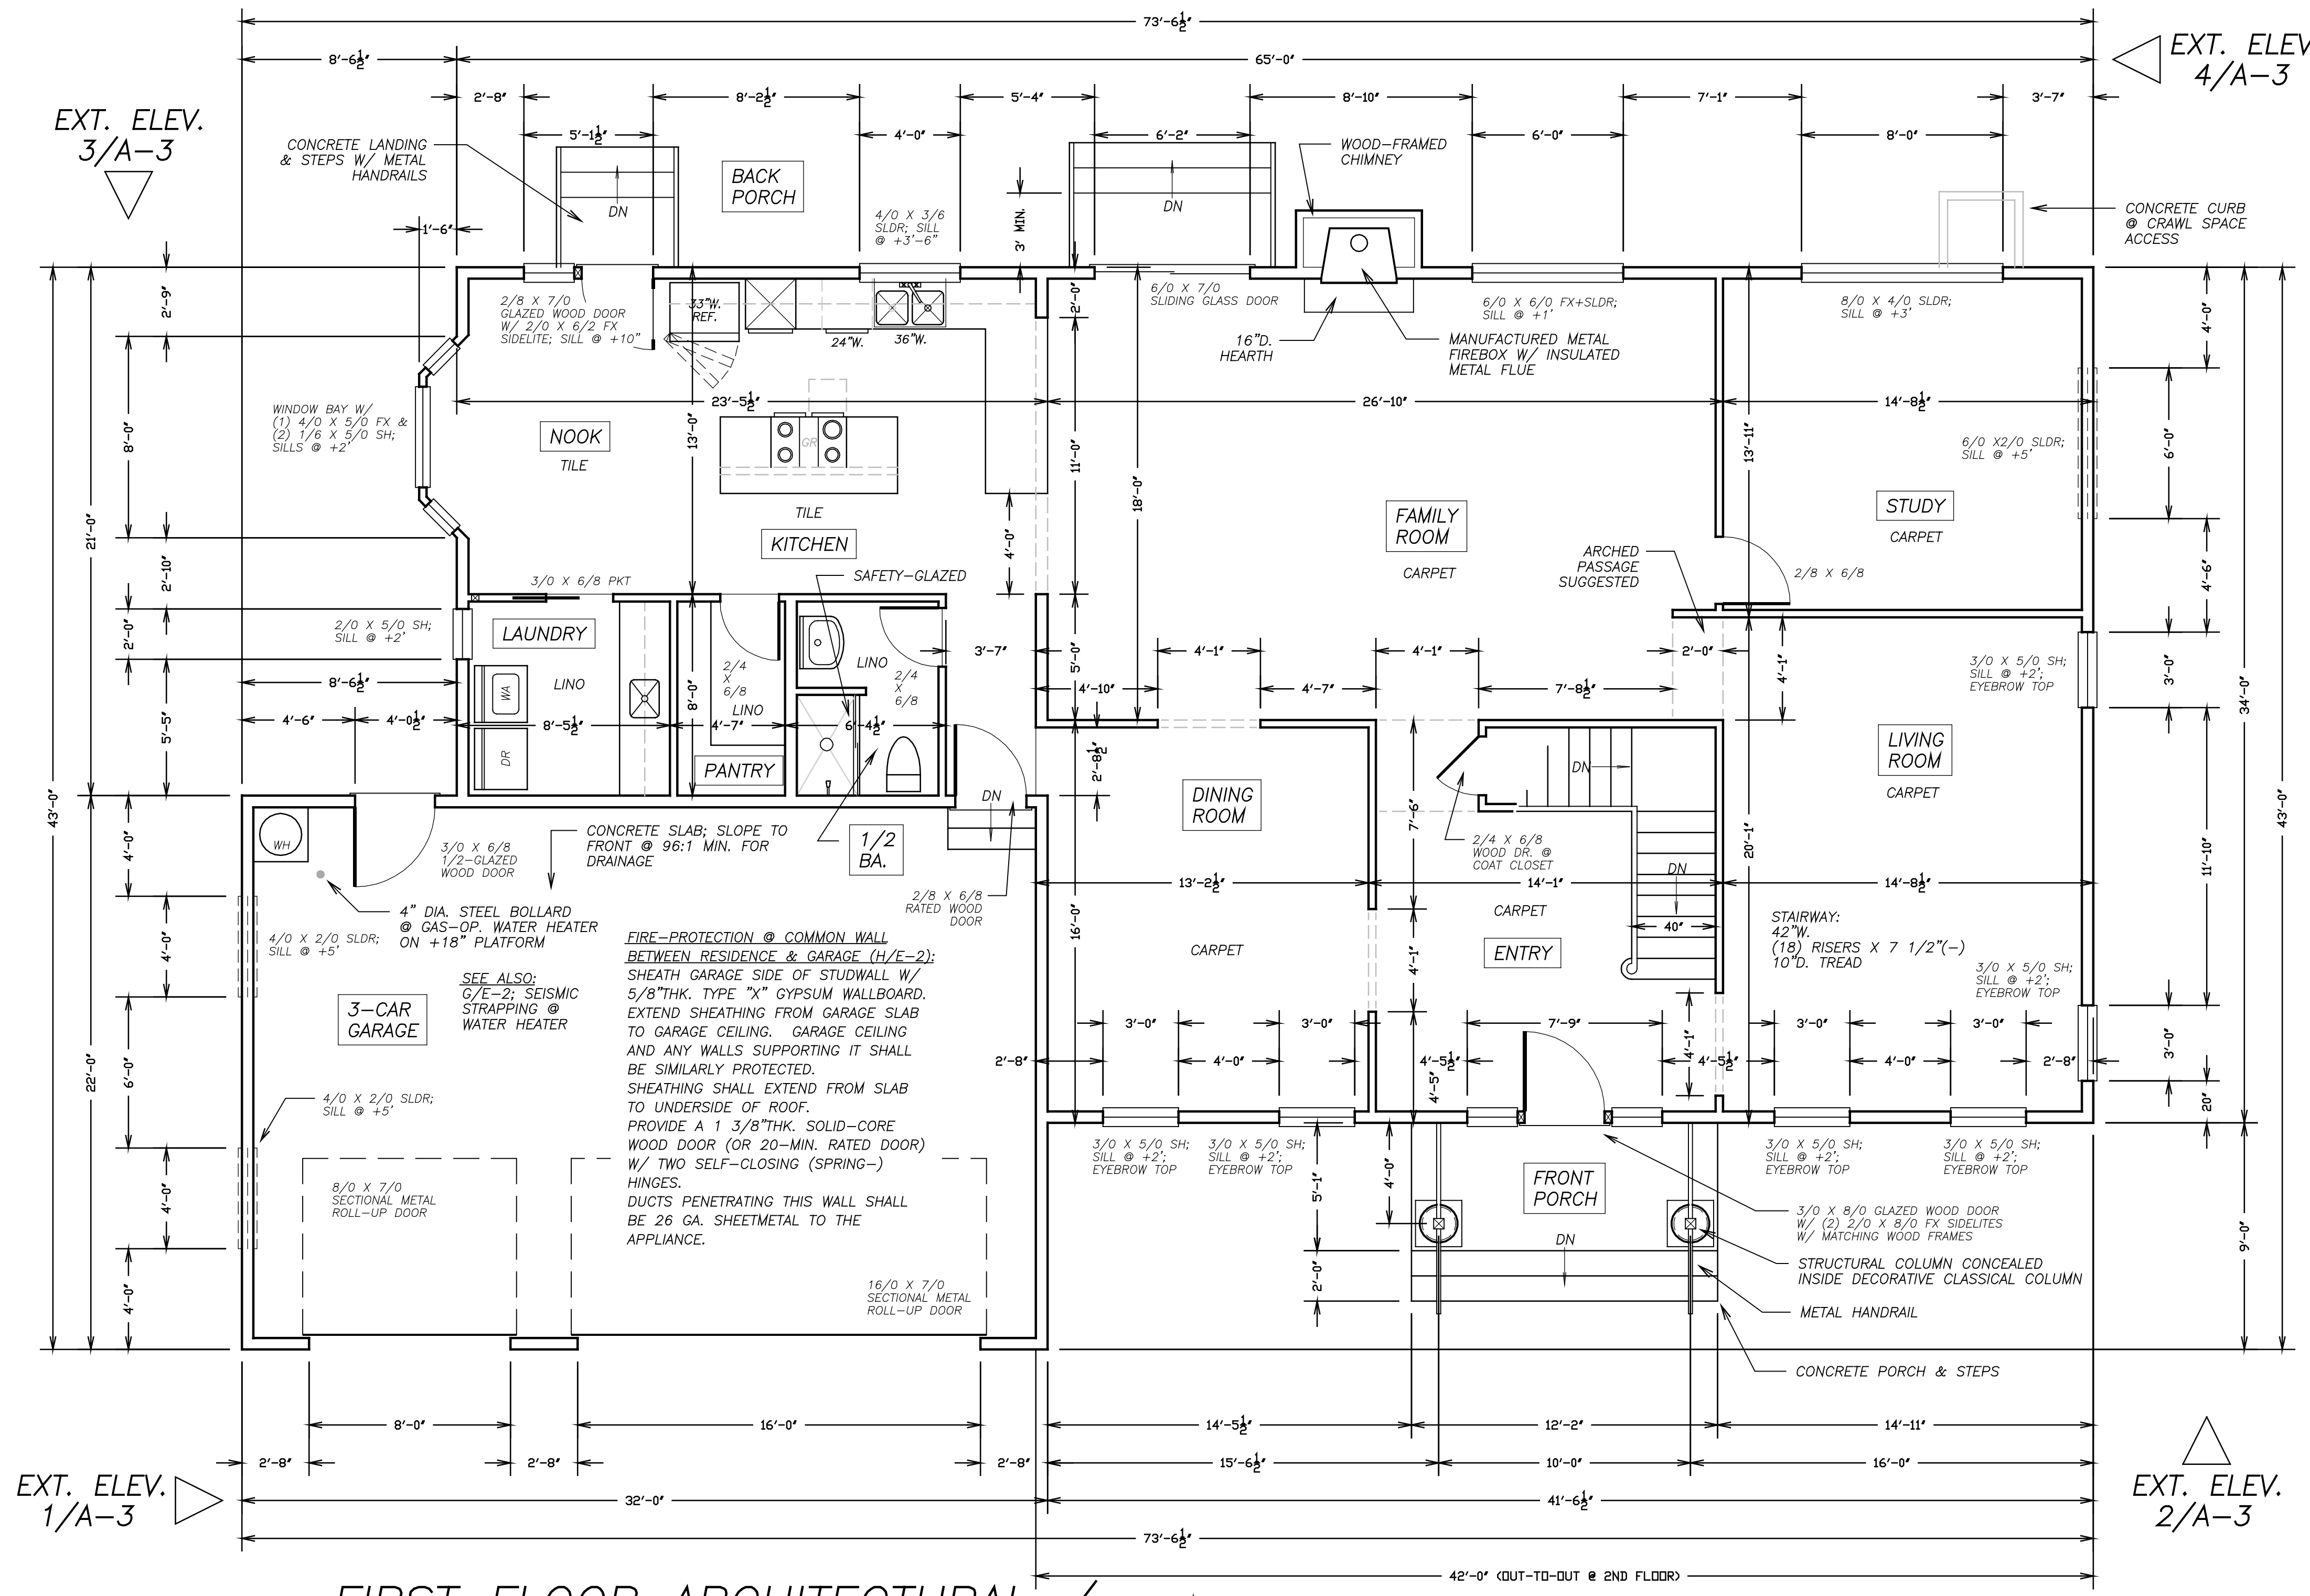 73'-6½"
8'-6½"
65'-0"
EXT. ELEV
4/A-3
2'-8"
8'-2½"
5'-4"
8'-10"
7'-1"
3'-7"
EXT. ELEV.
3/A-3
5'-1½"
4'-0"
6'-2"
6'-0"
8'-0"
CONCRETE LANDING
& STEPS W/ METAL
HANDRAILS
BACK
PORCH
WOOD-FRAMED
CHIMNEY
DN
DN
1'-6"
4/0 X 3/6
SLDR; SILL
@ +3'-6"
3' MIN.
CONCRETE CURB
@ CRAWL SPACE
ACCESS
2'-9"
2/8 X 7/0
GLAZED WOOD DOOR
W/ 2/0 X 6/2 FX
SIDELITE; SILL @ +10"
33"W.
REF.
24"W.
36"W.
2'-0"
6/0 X 7/0
SLIDING GLASS DOOR
6/0 X 6/0 FX+SLDR;
SILL @ +1'
8/0 X 4/0 SLDR;
SILL @ +3'
4'-0"
16"D.
HEARTH
MANUFACTURED METAL
FIREBOX W/ INSULATED
METAL FLUE
23'-5½"
26'-10"
14'-8½"
WINDOW BAY W/
(1) 4/0 X 5/0 FX &
(2) 1/6 X 5/0 SH;
SILLS @ +2'
8'-0"
NOOK
TILE
13'-0"
GR
11'-0"
18'-0"
13'-11"
6/0 X2/0 SLDR;
SILL @ +5'
6'-0"
21'-0"
43'-0"
TILE
KITCHEN
4'-0"
FAMILY
ROOM
CARPET
STUDY
CARPET
2'-10"
3/0 X 6/8 PKT
SAFETY-GLAZED
ARCHED
PASSAGE
SUGGESTED
2/8 X 6/8
4'-6"
2'-0"
2/0 X 5/0 SH;
SILL @ +2'
LAUNDRY
LINO
WA
DR
2/4
X
6/8
LINO
LINO
2/4
X
6/8
3'-7"
5'-0"
4'-1"
4'-1"
2'-0"
4'-1"
3/0 X 5/0 SH;
SILL @ +2';
EYEBROW TOP
3'-0"
34'-0"
43'-0"
8'-6½"
4'-6"
4'-0½"
5'-5"
8'-5½"
8'-0"
4'-7"
6'-4½"
4'-10"
4'-7"
7'-8½"
PANTRY
2'-8½"
DN
LIVING
ROOM
CARPET
4'-0"
WH
3/0 X 6/8
1/2-GLAZED
WOOD DOOR
CONCRETE SLAB; SLOPE TO
FRONT @ 96:1 MIN. FOR
DRAINAGE
1/2
BA.
DN
DINING
ROOM
7'-6"
2/4 X 6/8
WOOD DR. @
COAT CLOSET
20'-1"
11'-10"
2/8 X 6/8
RATED WOOD
DOOR
13'-2½"
14'-1"
DN
14'-8½"
4" DIA. STEEL BOLLARD
@ GAS-OP. WATER HEATER
ON +18" PLATFORM
4'-0"
4/0 X 2/0 SLDR;
SILL @ +5'
16'-0"
CARPET
CARPET
40"
ENTRY
4'-1"
STAIRWAY:
42"W.
(18) RISERS X 7 1/2"(-)
10"D. TREAD
FIRE-PROTECTION @ COMMON WALL
BETWEEN RESIDENCE & GARAGE (H/E-2):
SHEATH GARAGE SIDE OF STUDWALL W/
5/8"THK. TYPE "X" GYPSUM WALLBOARD.
EXTEND SHEATHING FROM GARAGE SLAB
TO GARAGE CEILING. GARAGE CEILING
AND ANY WALLS SUPPORTING IT SHALL
BE SIMILARLY PROTECTED.
SHEATHING SHALL EXTEND FROM SLAB
TO UNDERSIDE OF ROOF.
PROVIDE A 1 3/8"THK. SOLID-CORE
WOOD DOOR (OR 20-MIN. RATED DOOR)
W/ TWO SELF-CLOSING (SPRING-)
HINGES.
DUCTS PENETRATING THIS WALL SHALL
BE 26 GA. SHEETMETAL TO THE
APPLIANCE.
SEE ALSO:
G/E-2; SEISMIC
STRAPPING @
WATER HEATER
3-CAR
GARAGE
3/0 X 5/0 SH;
SILL @ +2';
EYEBROW TOP
22'-0"
6'-0"
3'-0"
3'-0"
7'-9"
3'-0"
3'-0"
2'-8"
4'-0"
4'-5½"
4'-5"
4'-1"
4'-5½"
4'-0"
2'-8"
3'-0"
20"
4/0 X 2/0 SLDR;
SILL @ +5'
3/0 X 5/0 SH;
SILL @ +2';
EYEBROW TOP
3/0 X 5/0 SH;
SILL @ +2';
EYEBROW TOP
3/0 X 5/0 SH;
SILL @ +2';
EYEBROW TOP
3/0 X 5/0 SH;
SILL @ +2';
EYEBROW TOP
4'-0"
8/0 X 7/0
SECTIONAL METAL
ROLL-UP DOOR
5'-1"
4'-0"
FRONT
PORCH
3/0 X 8/0 GLAZED WOOD DOOR
W/ (2) 2/0 X 8/0 FX SIDELITES
W/ MATCHING WOOD FRAMES
9'-0"
DN
STRUCTURAL COLUMN CONCEALED
INSIDE DECORATIVE CLASSICAL COLUMN
4'-0"
16/0 X 7/0
SECTIONAL METAL
ROLL-UP DOOR
2'-0"
METAL HANDRAIL
CONCRETE PORCH & STEPS
8'-0"
16'-0"
14'-5½"
12'-2"
14'-11"
2'-8"
2'-8"
2'-8"
15'-6½"
10'-0"
16'-0"
EXT. ELEV.
1/A-3
EXT. ELEV.
2/A-3
32'-0"
41'-6½"
73'-6½"
42'-0" (OUT-TO-OUT @ 2ND FLOOR)
FIRST FLOOR ARCHITECTURAL